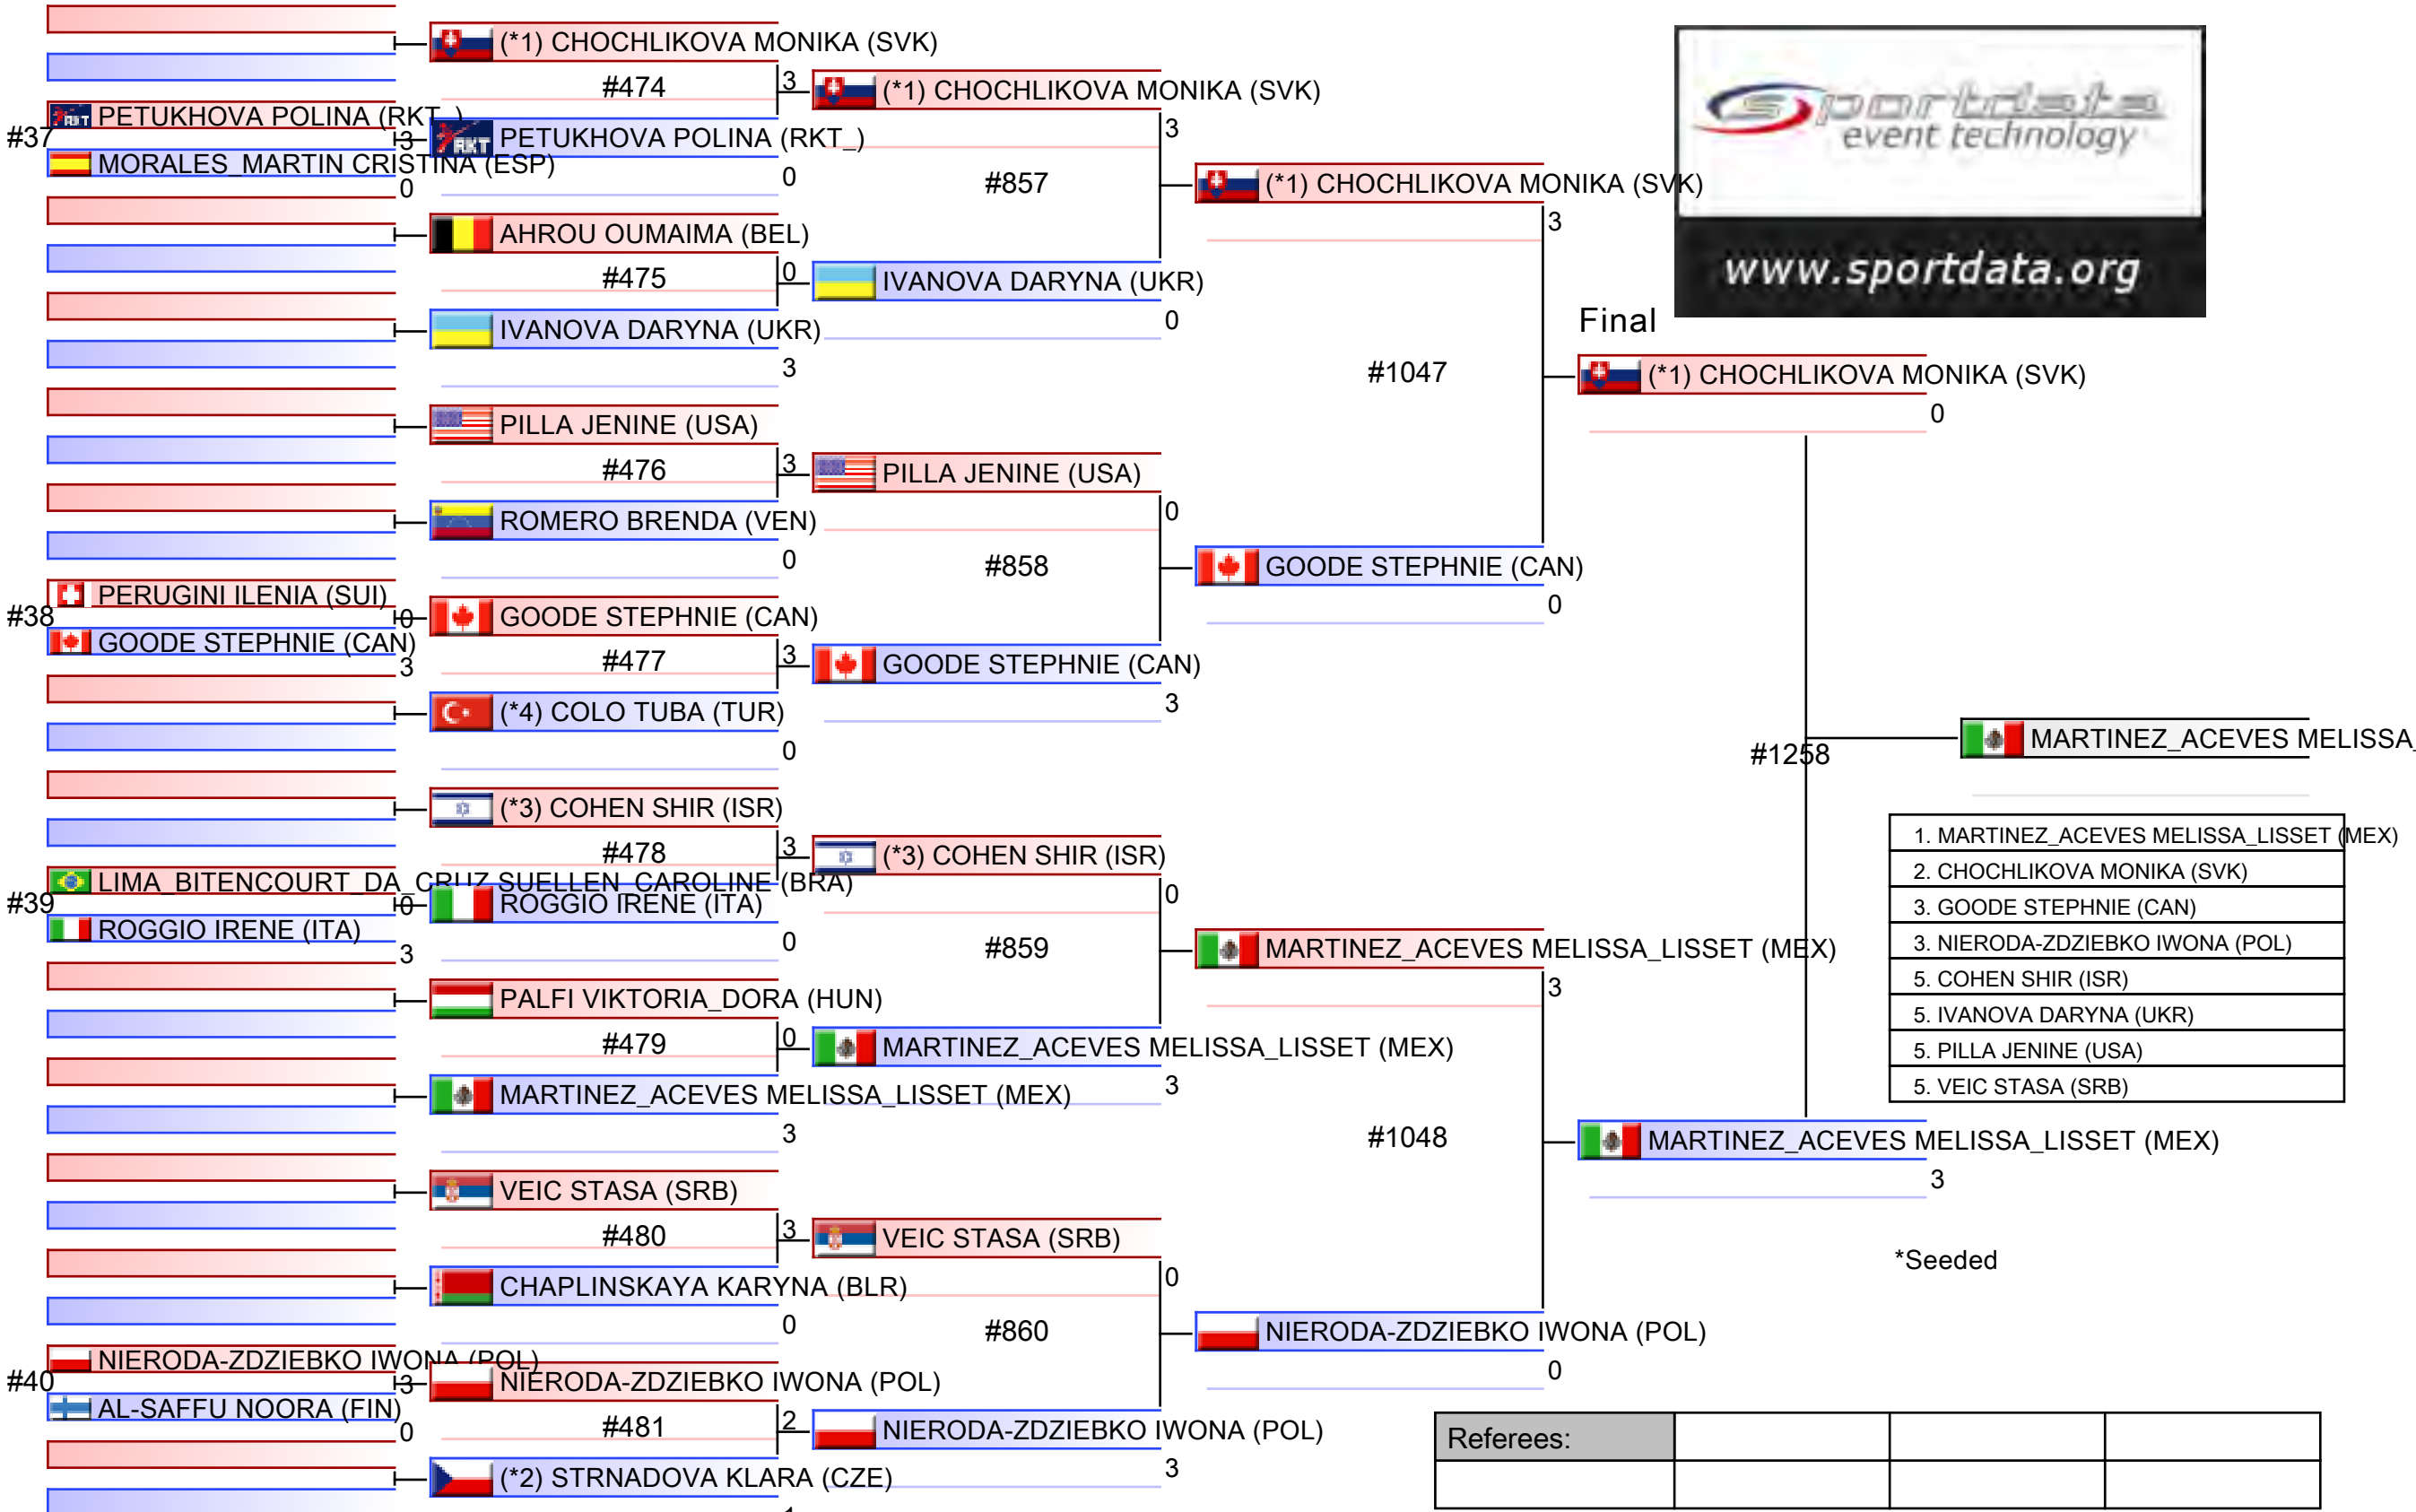 (*1) CHOCHLIKOVA MONIKA (SVK)
#474
3
(*1) CHOCHLIKOVA MONIKA (SVK)
#37
PETUKHOVA POLINA (RKT_)
3
MORALES_MARTIN CRISTINA (ESP)
0
PETUKHOVA POLINA (RKT_)
0
3
#857
(*1) CHOCHLIKOVA MONIKA (SVK)
3
AHROU OUMAIMA (BEL)
#475
0
IVANOVA DARYNA (UKR)
0
IVANOVA DARYNA (UKR)
3
sportdata
event technology
www.sportdata.org
Final
#1047
(*1) CHOCHLIKOVA MONIKA (SVK)
0
PILLA JENINE (USA)
#476
3
PILLA JENINE (USA)
0
ROMERO BRENDA (VEN)
0
#858
GOODE STEPHNIE (CAN)
0
#38
PERUGINI ILENIA (SUI)
0
GOODE STEPHNIE (CAN)
3
GOODE STEPHNIE (CAN)
#477
3
GOODE STEPHNIE (CAN)
3
(*4) COLO TUBA (TUR)
0
#1258
MARTINEZ_ACEVES MELISSA_
(*3) COHEN SHIR (ISR)
#478
3
(*3) COHEN SHIR (ISR)
0
#39
LIMA_BITENCOURT_DA_CRUZ SUELLEN_CAROLINE (BRA)
0
ROGGIO IRENE (ITA)
3
ROGGIO IRENE (ITA)
0
#859
MARTINEZ_ACEVES MELISSA_LISSET (MEX)
3
1. MARTINEZ_ACEVES MELISSA_LISSET (MEX)
2. CHOCHLIKOVA MONIKA (SVK)
3. GOODE STEPHNIE (CAN)
3. NIERODA-ZDZIEBKO IWONA (POL)
5. COHEN SHIR (ISR)
5. IVANOVA DARYNA (UKR)
5. PILLA JENINE (USA)
5. VEIC STASA (SRB)
PALFI VIKTORIA_DORA (HUN)
#479
0
MARTINEZ_ACEVES MELISSA_LISSET (MEX)
3
MARTINEZ_ACEVES MELISSA_LISSET (MEX)
3
#1048
MARTINEZ_ACEVES MELISSA_LISSET (MEX)
3
VEIC STASA (SRB)
#480
3
VEIC STASA (SRB)
0
CHAPLINSKAYA KARYNA (BLR)
0
*Seeded
#860
NIERODA-ZDZIEBKO IWONA (POL)
0
#40
NIERODA-ZDZIEBKO IWONA (POL)
3
AL-SAFFU NOORA (FIN)
0
NIERODA-ZDZIEBKO IWONA (POL)
#481
2
NIERODA-ZDZIEBKO IWONA (POL)
3
(*2) STRNADOVA KLARA (CZE)
Referees: